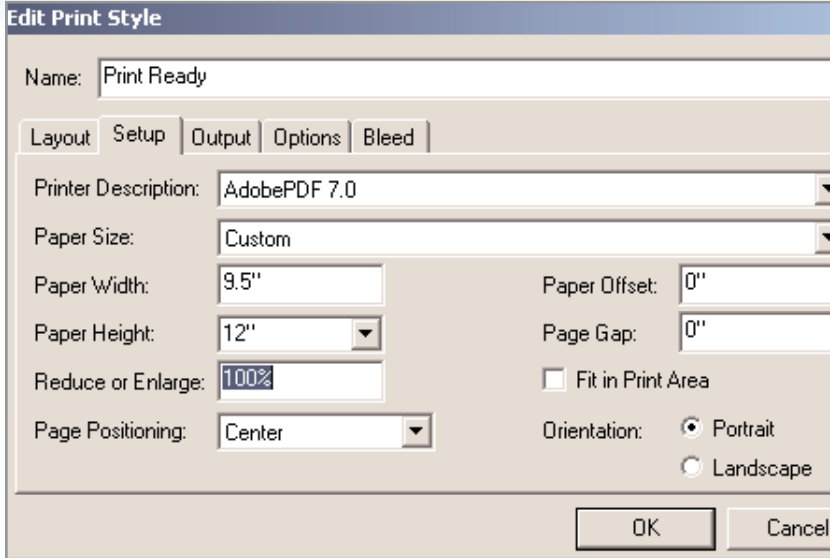 Edit Print Style
Name: Print Ready
Layout Setup Output Options Bleed
Printer Description: AdobePDF 7.0
Paper Size: Custom
Paper Width: 9.5" Paper Offset: 0"
Paper Height: 12" Page Gap: 0"
Reduce or Enlarge: 100% Fit in Print Area
Page Positioning: Center Orientation: Portrait
Landscape
OK Cancel